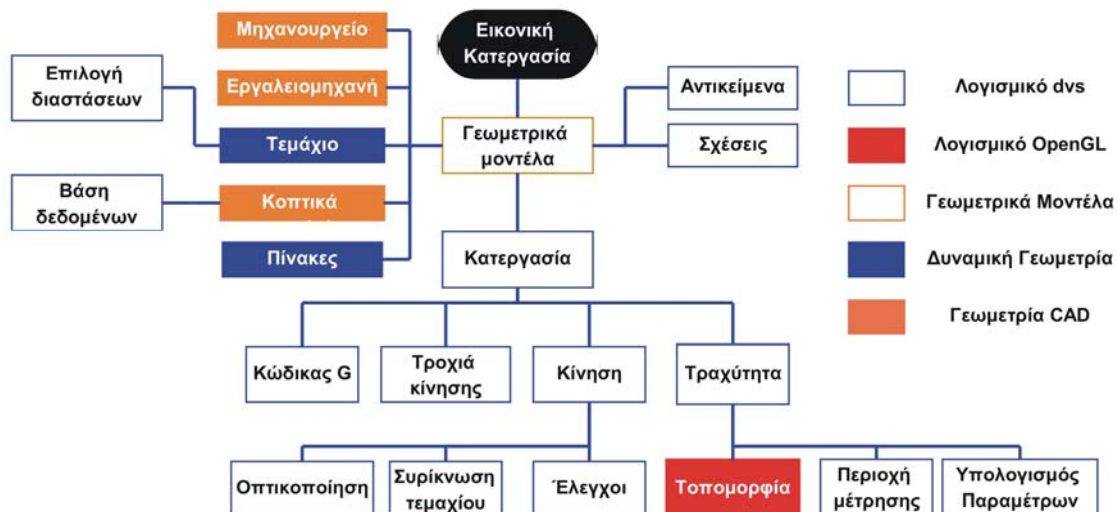 Εικονική
Κατεργασία
Μηχανουργείο
Εργαλειομηχανή
Τεμάχιο
Κοπτικά
Πίνακες
Επιλογή
διαστάσεων
Βάση
δεδομένων
Γεωμετρικά
μοντέλα
Αντικείμενα
Σχέσεις
Κατεργασία
Κώδικας G
Τροχιά
κίνησης
Κίνηση
Τραχύτητα
Οπτικοποίηση
Συρίκνωση
τεμαχίου
Έλεγχοι
Τοπομορφία
Περιοχή
μέτρησης
Υπολογισμός
Παραμέτρων
Λογισμικό dvs
Λογισμικό OpenGL
Γεωμετρικά Μοντέλα
Δυναμική Γεωμετρία
Γεωμετρία CAD